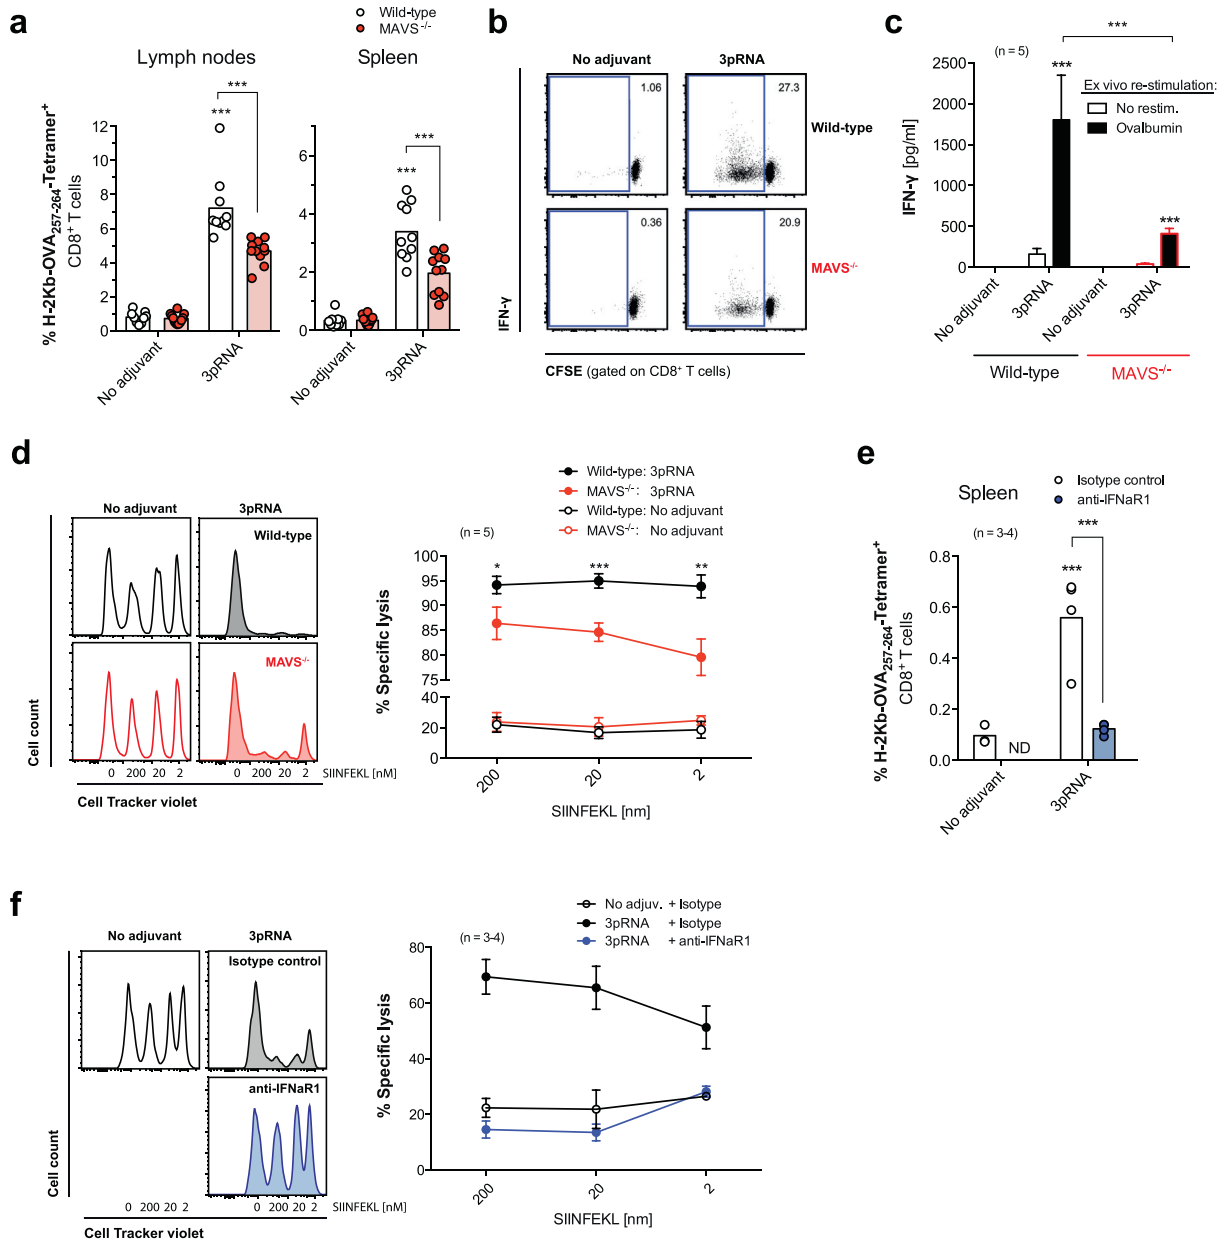 a
Wild-type
MAVS-/-
Lymph nodes
Spleen
% H-2Kb-OVA257-264-Tetramer+
CD8+ T cells
***
***
***
***
12
10
8
6
4
2
1
0
6
4
2
0
No adjuvant
3pRNA
No adjuvant
3pRNA
b
No adjuvant
3pRNA
1.06
27.3
Wild-type
0.36
20.9
MAVS-/-
IFN-γ
CFSE (gated on CD8+ T cells)
c
(n = 5)
***
***
***
Ex vivo re-stimulation:
No restim.
Ovalbumin
IFN-γ [pg/ml]
2500
2000
1500
1000
500
0
No adjuvant
3pRNA
No adjuvant
3pRNA
Wild-type
MAVS-/-
d
No adjuvant
3pRNA
Wild-type
MAVS-/-
Cell count
0 200 20 2
0 200 20 2
SIINFEKL [nM]
Cell Tracker violet
Wild-type: 3pRNA
MAVS-/-: 3pRNA
Wild-type: No adjuvant
MAVS-/-: No adjuvant
(n = 5)
*
***
**
% Specific lysis
100
95
90
85
80
75
40
20
0
200
20
2
SIINFEKL [nm]
e
Isotype control
anti-IFNaR1
Spleen
(n = 3-4)
***
***
% H-2Kb-OVA257-264-Tetramer+
CD8+ T cells
0.8
0.6
0.4
0.2
0.0
ND
No adjuvant
3pRNA
f
No adjuvant
3pRNA
Isotype control
anti-IFNaR1
Cell count
0 200 20 2
0 200 20 2
SIINFEKL [nM]
Cell Tracker violet
No adjuv. + Isotype
3pRNA + Isotype
3pRNA + anti-IFNaR1
(n = 3-4)
% Specific lysis
80
60
40
20
0
200
20
2
SIINFEKL [nm]